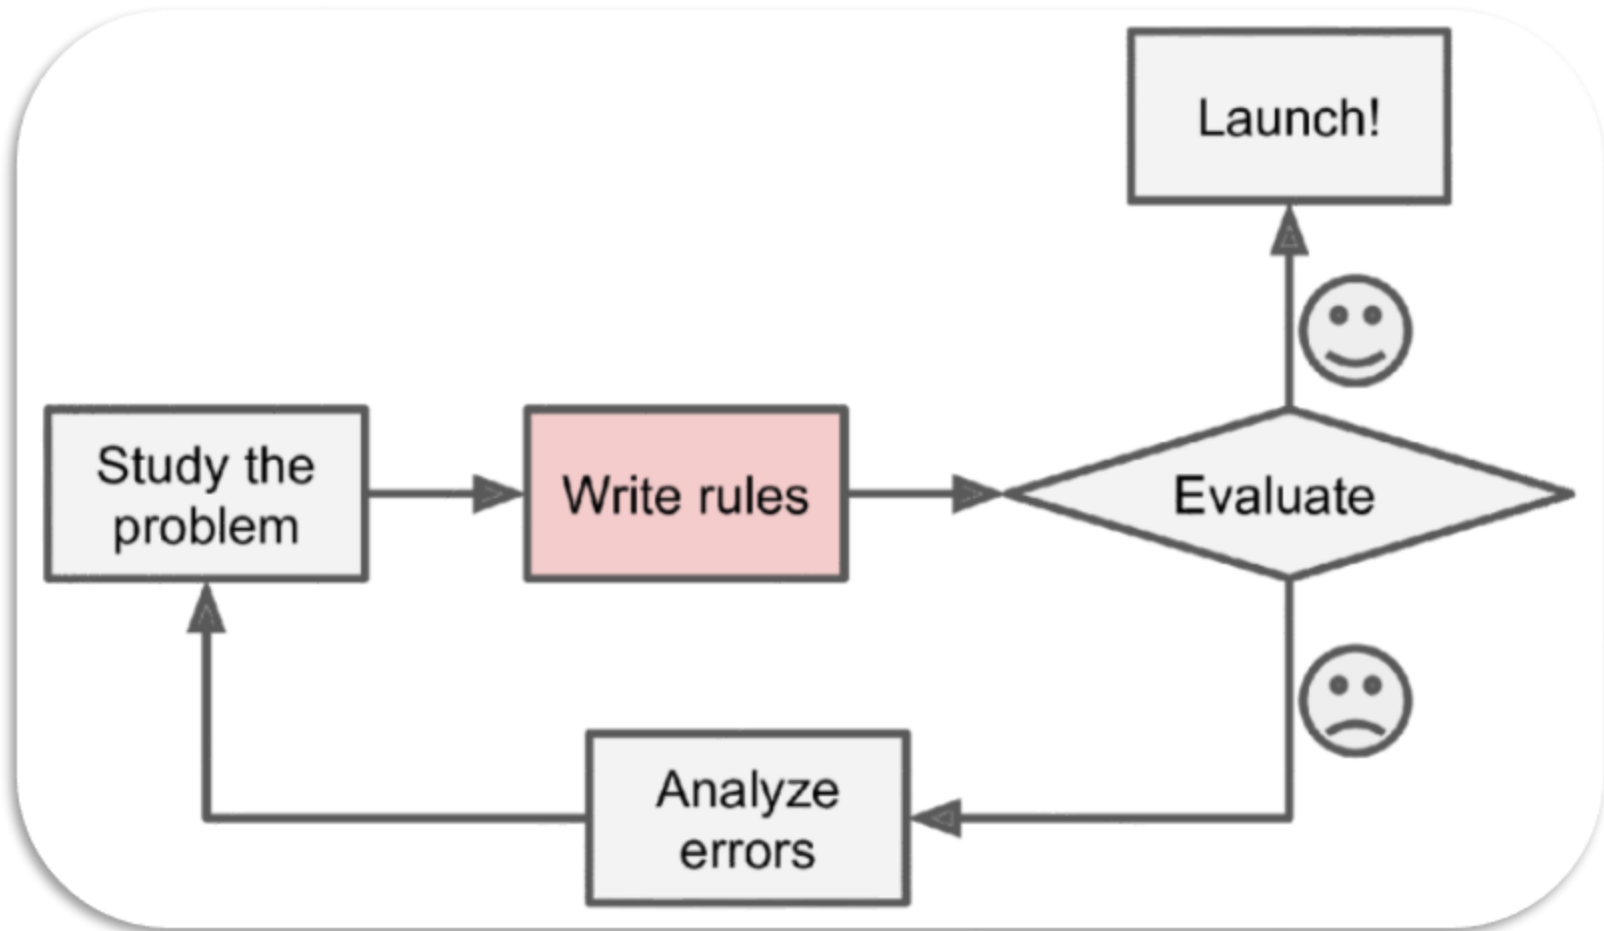 Launch!
Study the
problem
Write rules
Evaluate
Analyze
errors